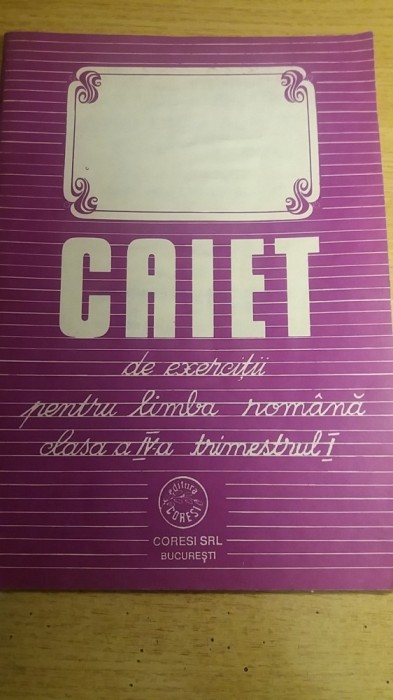 CAIET
de exerciții
pentru limba română
clasa a IV-a trimestrul I
editura
CORESI
CORESI SRL
BUCUREȘTI